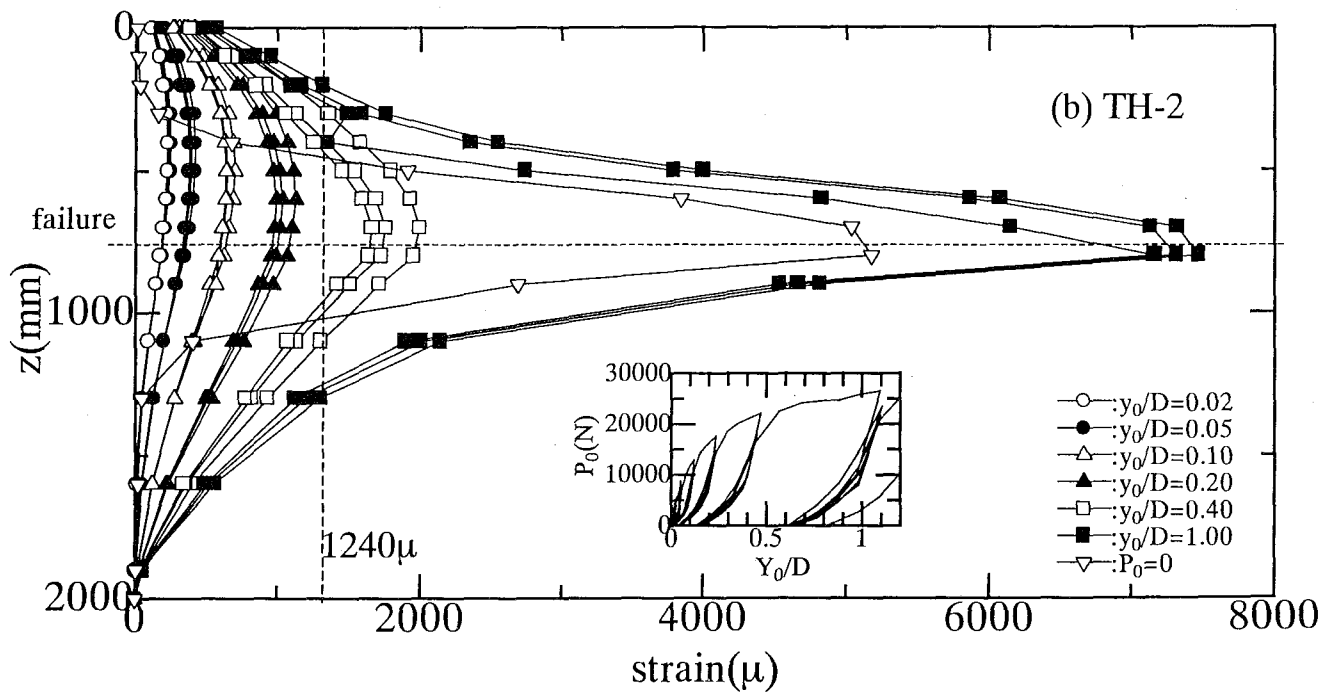 0
(b) TH-2
failure
z(mm)
1000
30000
20000
10000
0
P₀(N)
0
0.5
1
Y₀/D
:y₀/D=0.02
:y₀/D=0.05
:y₀/D=0.10
:y₀/D=0.20
:y₀/D=0.40
:y₀/D=1.00
:P₀=0
1240μ
2000
0
2000
4000
6000
8000
strain(μ)